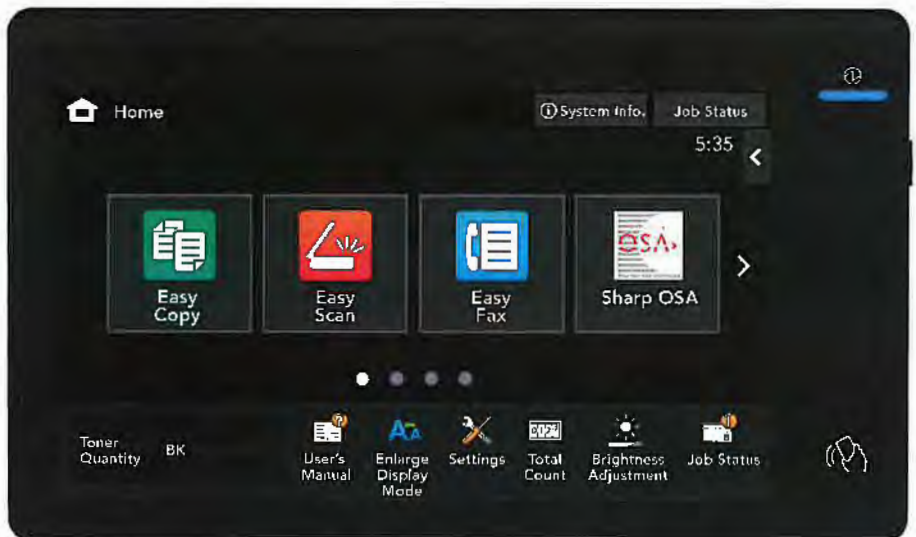 Home
System Info.
Job Status
5:35
Easy
Copy
Easy
Scan
Easy
Fax
OSA
Sharp OSA
Toner
Quantity
BK
User's
Manual
Enlarge
Display
Mode
Settings
Total
Count
Brightness
Adjustment
Job Status